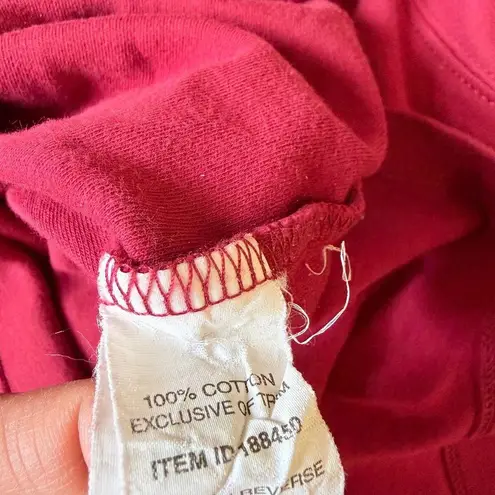 100% COTTON
EXCLUSIVE OF TRIM
ITEM ID 188450
REVERSE